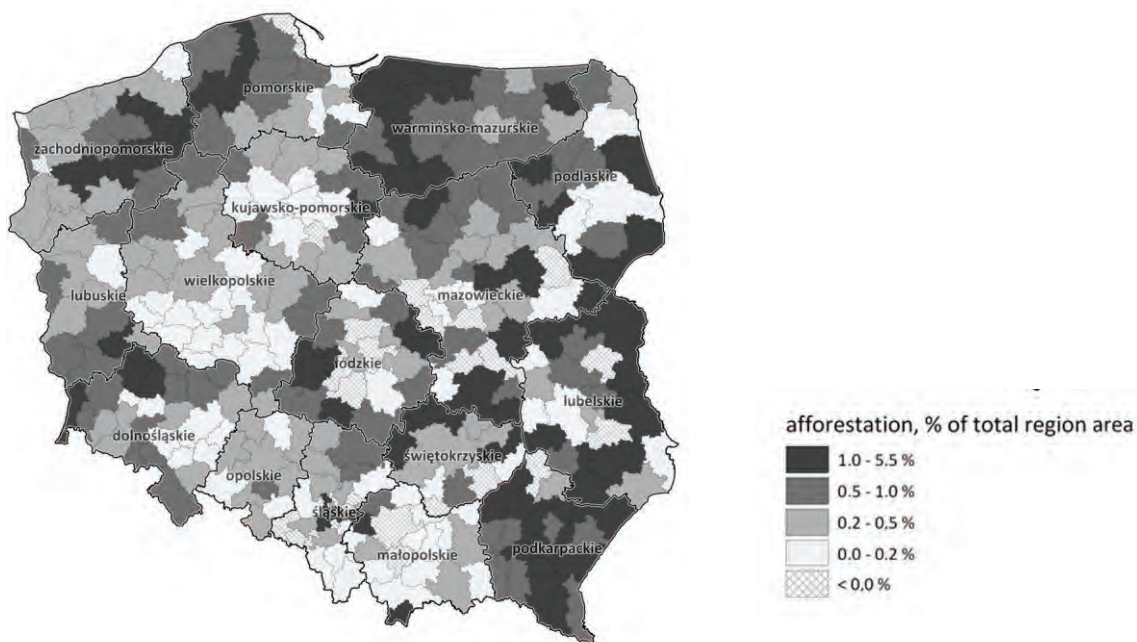 pomorskie
warmińsko-mazurskie
zachodniopomorskie
podlaskie
kujawsko-pomorskie
wielkopolskie
lubuskie
mazowieckie
łódzkie
lubelskie
dolnośląskie
świętokrzyskie
opolskie
śląskie
małopolskie
podkarpackie
afforestation, % of total region area
1.0 - 5.5 %
0.5 - 1.0 %
0.2 - 0.5 %
0.0 - 0.2 %
< 0,0 %